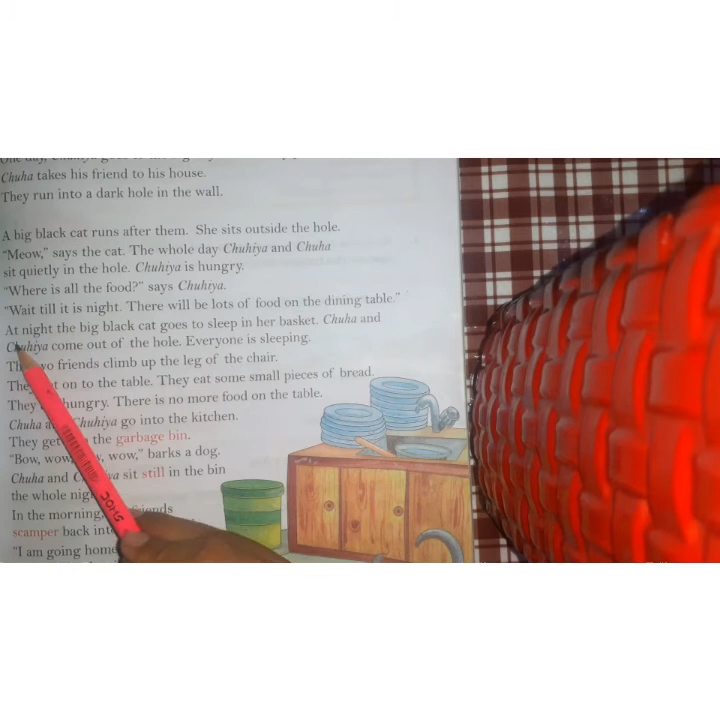 One day,
Chuha takes his friend to his house.
They run into a dark hole in the wall.
A big black cat runs after them. She sits outside the hole.
"Meow," says the cat. The whole day Chuhiya and Chuha
sit quietly in the hole. Chuhiya is hungry.
"Where is all the food?" says Chuhiya.
"Wait till it is night. There will be lots of food on the dining table."
At night the big black cat goes to sleep in her basket. Chuha and
Chuhiya come out of the hole. Everyone is sleeping.
friends climb up the leg of the chair.
on to the table. They eat some small pieces of bread.
They hungry. There is no more food on the table.
Chuha Chuhiya go into the kitchen.
They get the garbage bin.
"Bow, wow, wow," barks a dog.
Chuha and sit still in the bin
the whole
In the morning,
scamper back
"I am going home